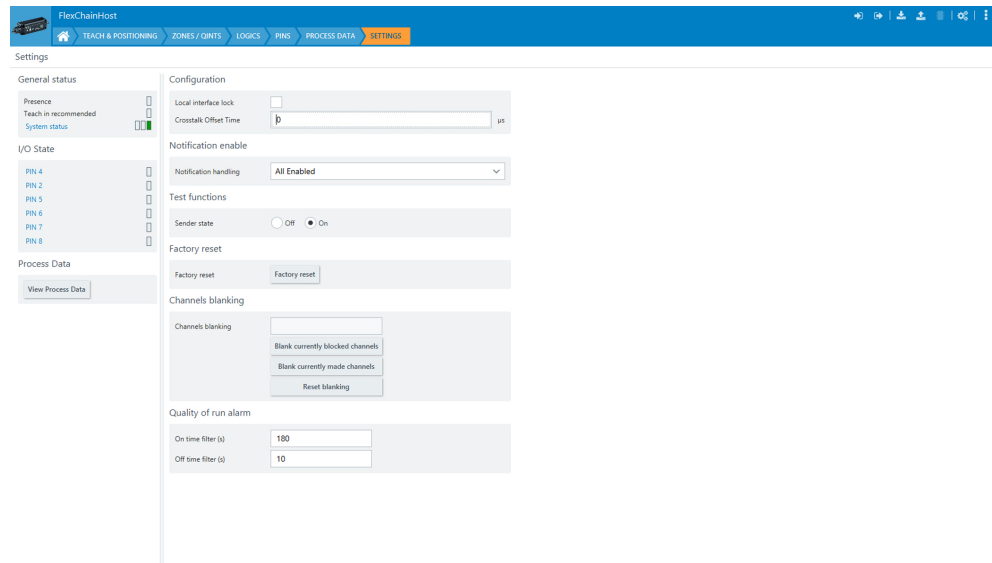 FlexChainHost
TEACH & POSITIONING ZONES / QINTS LOGICS PINS PROCESS DATA SETTINGS
Settings
General status
Presence
Teach in recommended
System status
I/O State
PIN 4
PIN 2
PIN 5
PIN 6
PIN 7
PIN 8
Process Data
View Process Data
Configuration
Local interface lock
Crosstalk Offset Time 0 µs
Notification enable
Notification handling All Enabled
Test functions
Sender state Off On
Factory reset
Factory reset Factory reset
Channels blanking
Channels blanking
Blank currently blocked channels
Blank currently made channels
Reset blanking
Quality of run alarm
On time filter (s) 180
Off time filter (s) 10